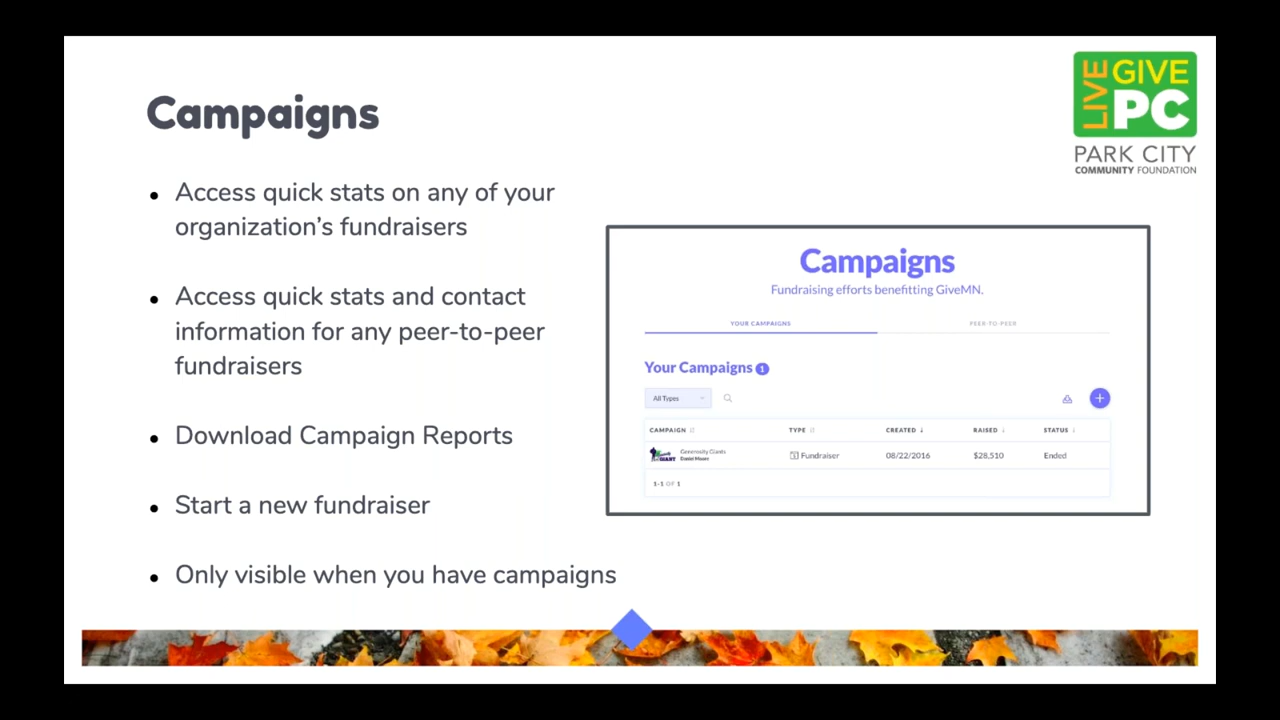 Campaigns
LIVE GIVE
PC
PARK CITY
COMMUNITY FOUNDATION
• Access quick stats on any of your
organization's fundraisers
• Access quick stats and contact
information for any peer-to-peer
fundraisers
• Download Campaign Reports
• Start a new fundraiser
• Only visible when you have campaigns
Campaigns
Fundraising efforts benefitting GiveMN.
YOUR CAMPAIGNS PEER-TO-PEER
Your Campaigns 1
All Types
CAMPAIGN TYPE CREATED RAISED STATUS
GIANT Generosity Giants
Fundraiser 08/22/2016 $28,510 Ended
1-1 OF 1